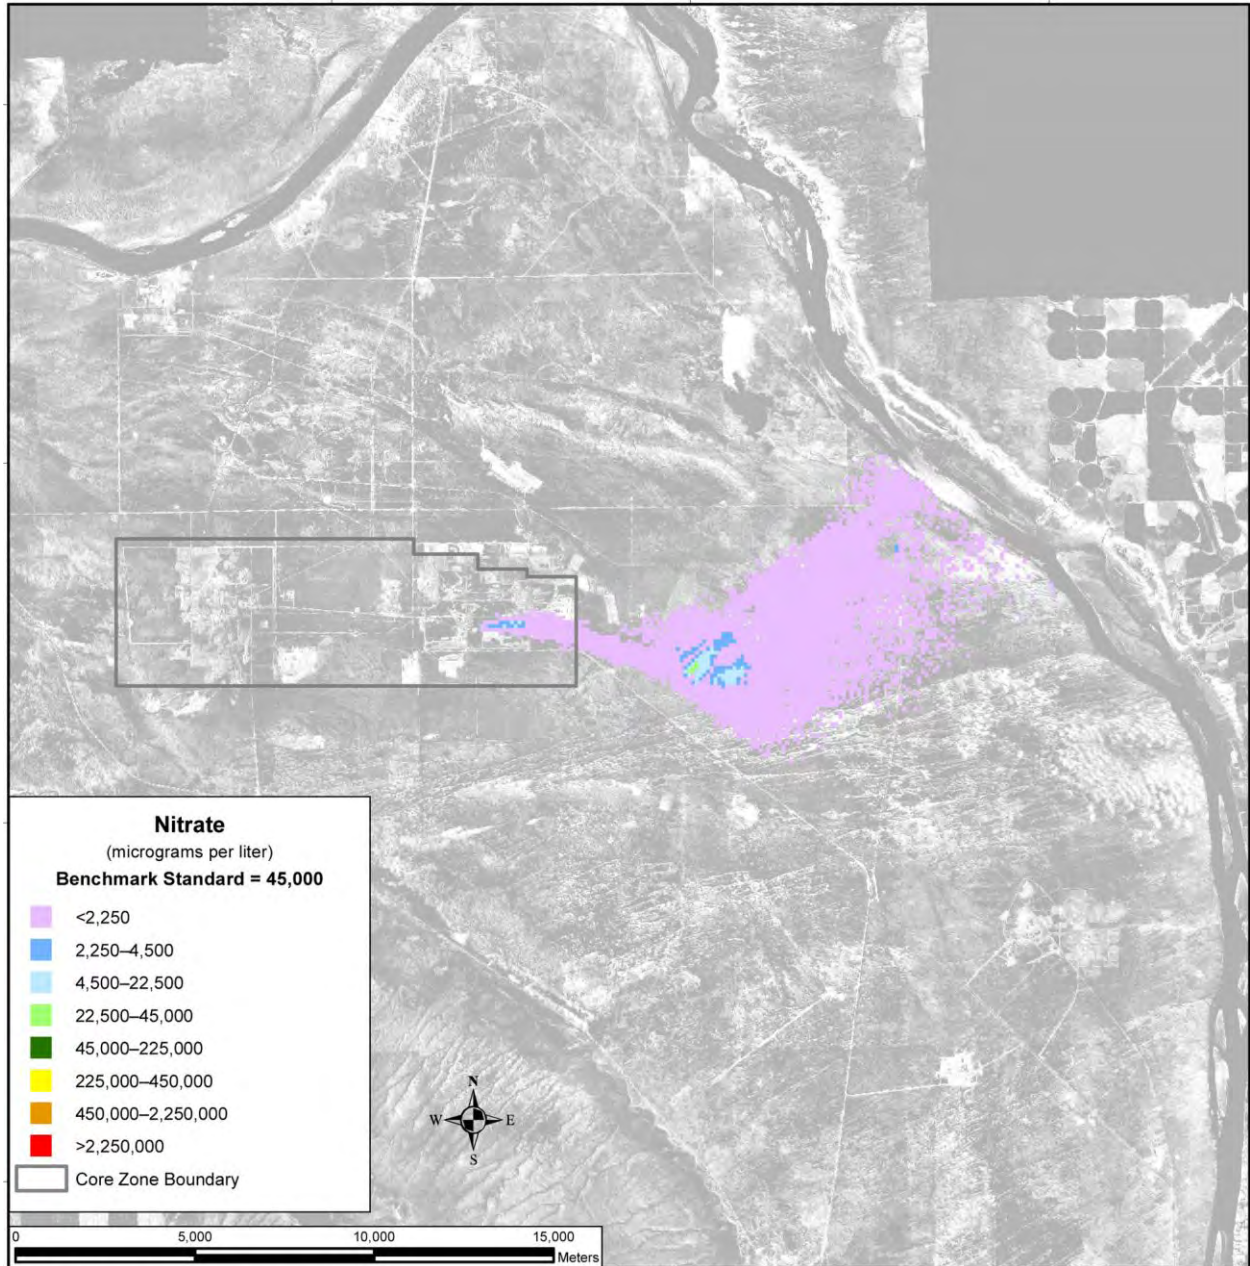 Nitrate
(micrograms per liter)
Benchmark Standard = 45,000
<2,250
2,250–4,500
4,500–22,500
22,500–45,000
45,000–225,000
225,000–450,000
450,000–2,250,000
>2,250,000
Core Zone Boundary
N
W E
S
0 5,000 10,000 15,000
Meters